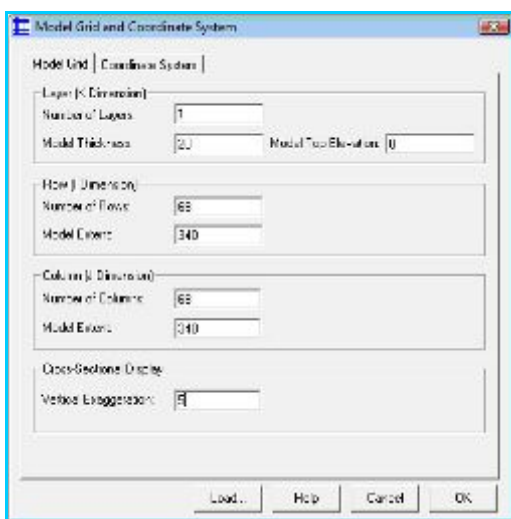 Model Grid and Coordinate System
Model Grid Coordinate System
Layer (K Dimension)
Number of Layers: 1
Model Thickness: 20 Model Top Elevation: 0
Row (I Dimension)
Number of Rows: 68
Model Extent: 340
Column (J Dimension)
Number of Columns: 68
Model Extent: 340
Cross-Sectional Display
Vertical Exaggeration: 5
Load... Help Cancel OK